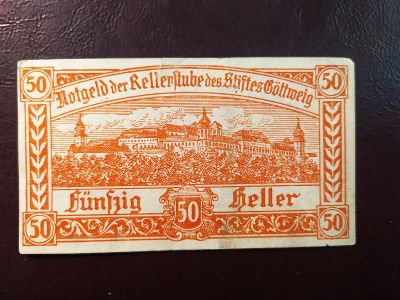 50 50
Notgeld der Kellerstube des Stiftes Göttweig
Fünfzig 50 Heller
50 50